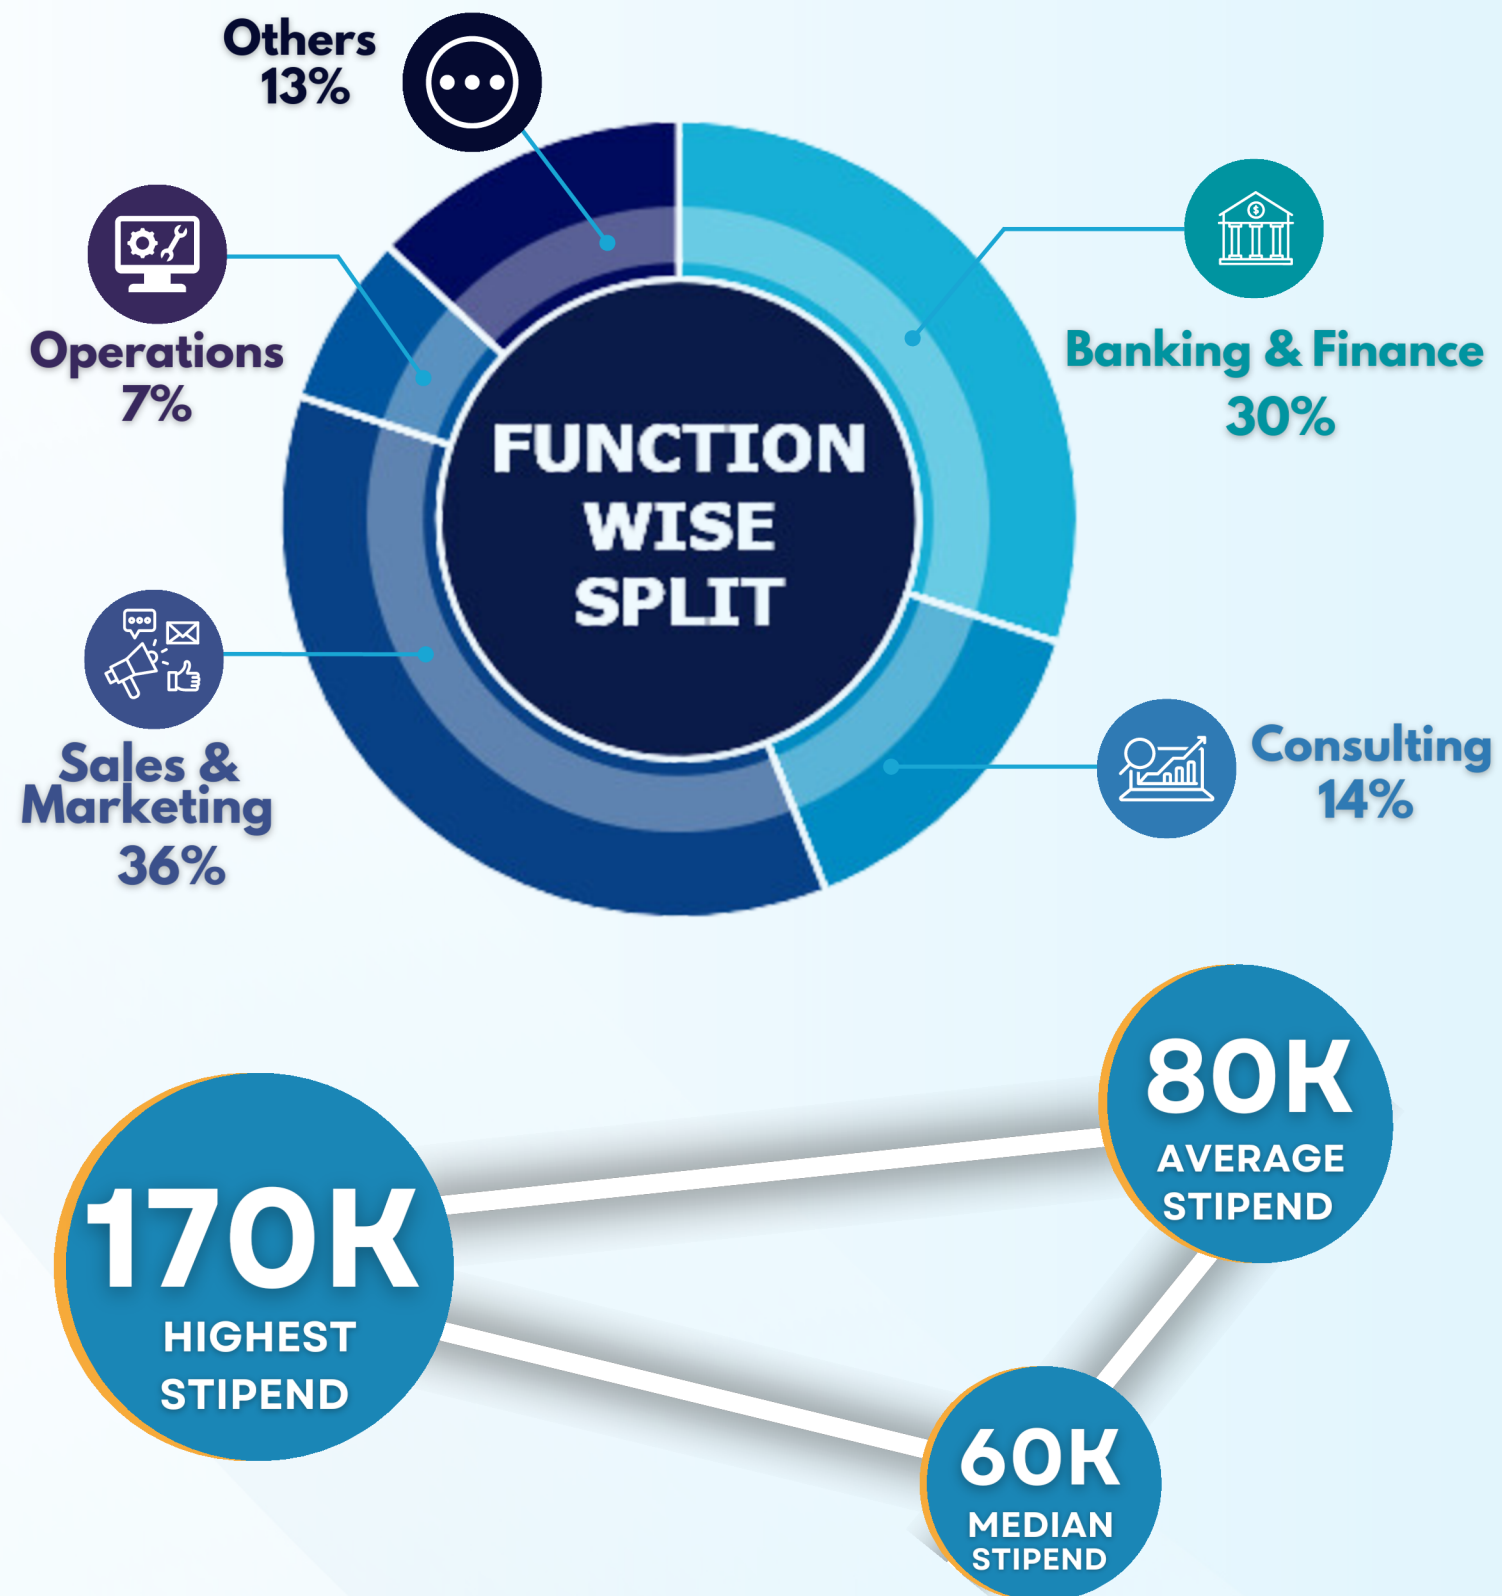 Others
13%
Operations
7%
Banking & Finance
30%
FUNCTION
WISE
SPLIT
Sales &
Marketing
36%
Consulting
14%
80K
AVERAGE
STIPEND
170K
HIGHEST
STIPEND
60K
MEDIAN
STIPEND